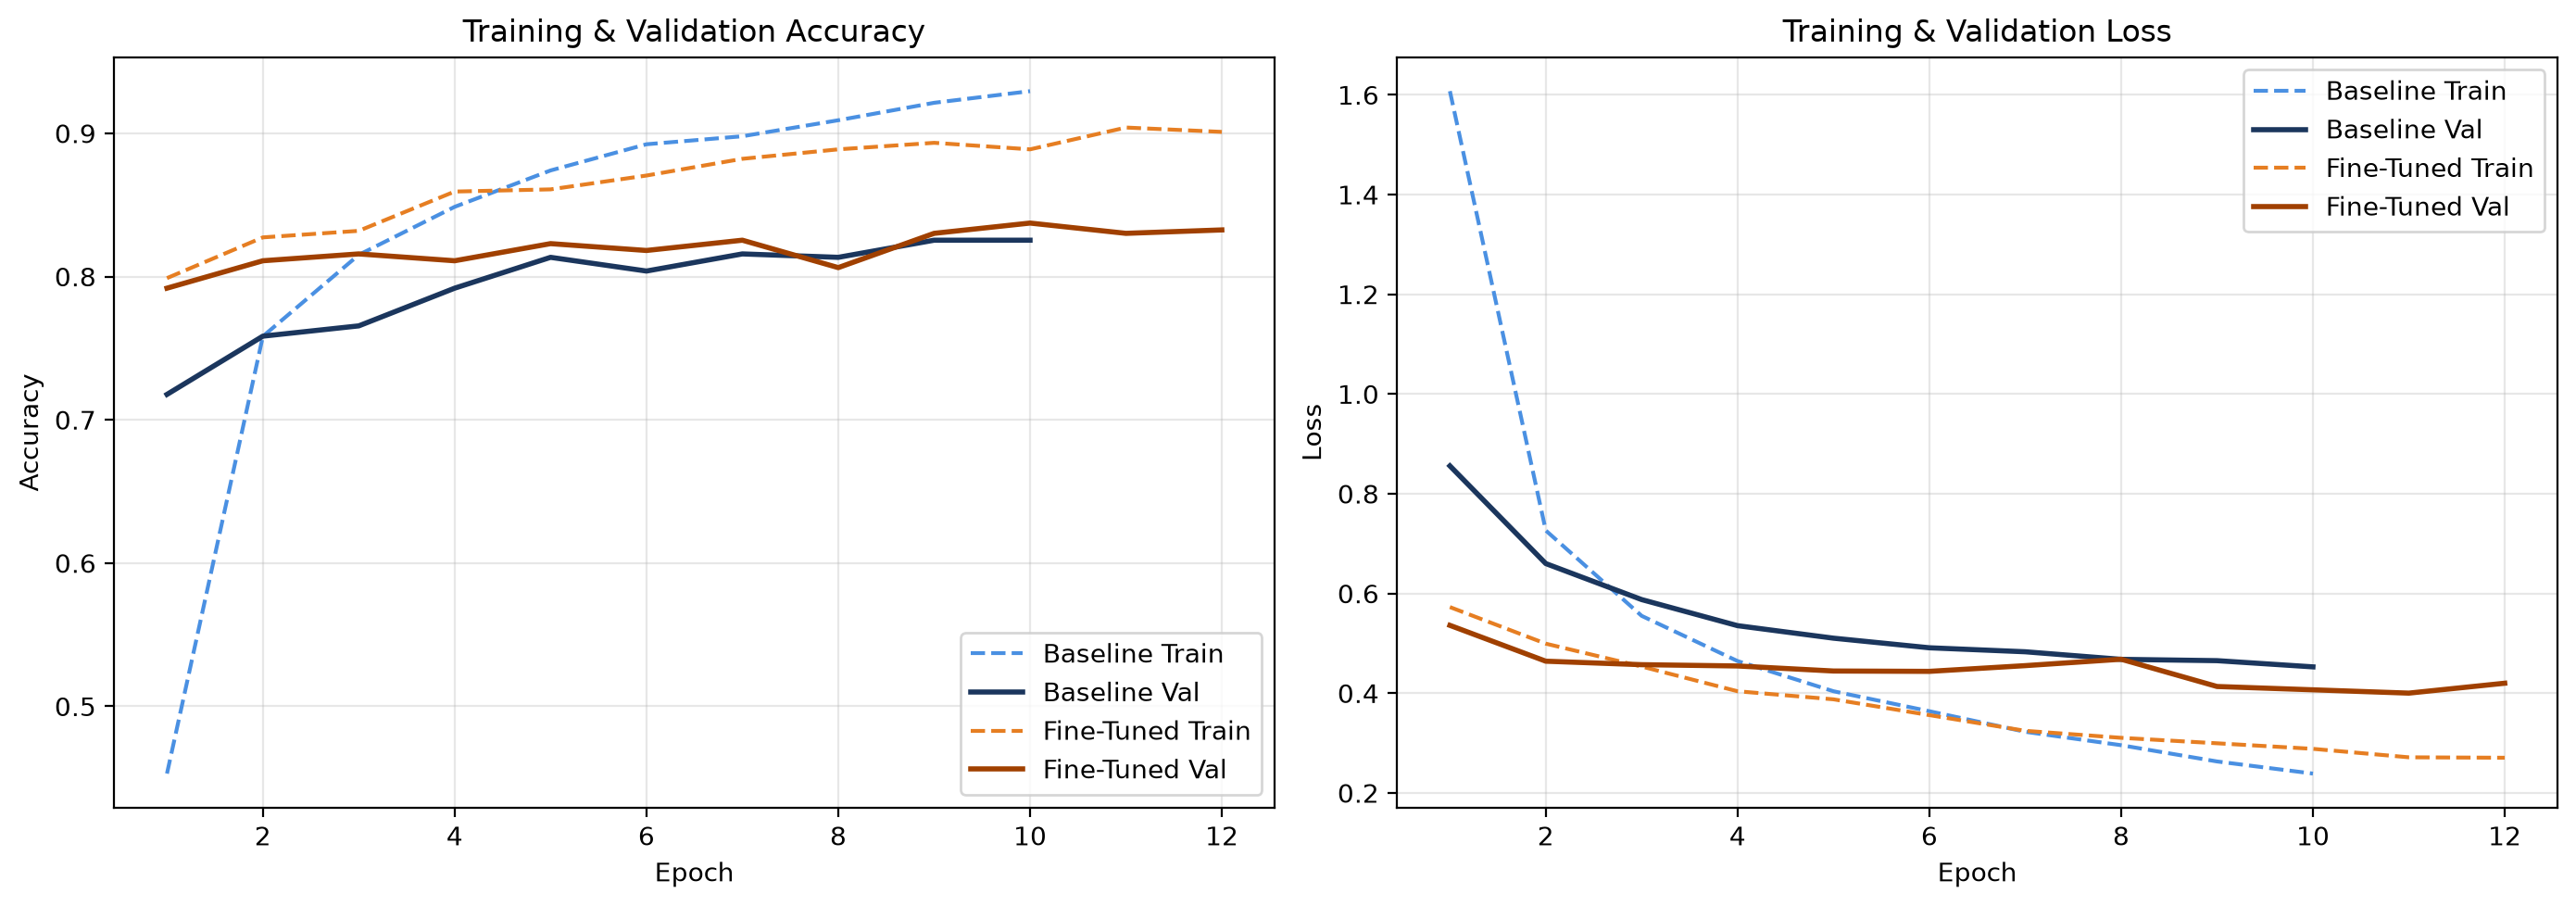 Training & Validation Accuracy
Accuracy
0.9
0.8
0.7
0.6
0.5
Baseline Train
Baseline Val
Fine-Tuned Train
Fine-Tuned Val
2 4 6 8 10 12
Epoch
Training & Validation Loss
Loss
1.6
1.4
1.2
1.0
0.8
0.6
0.4
0.2
Baseline Train
Baseline Val
Fine-Tuned Train
Fine-Tuned Val
2 4 6 8 10 12
Epoch